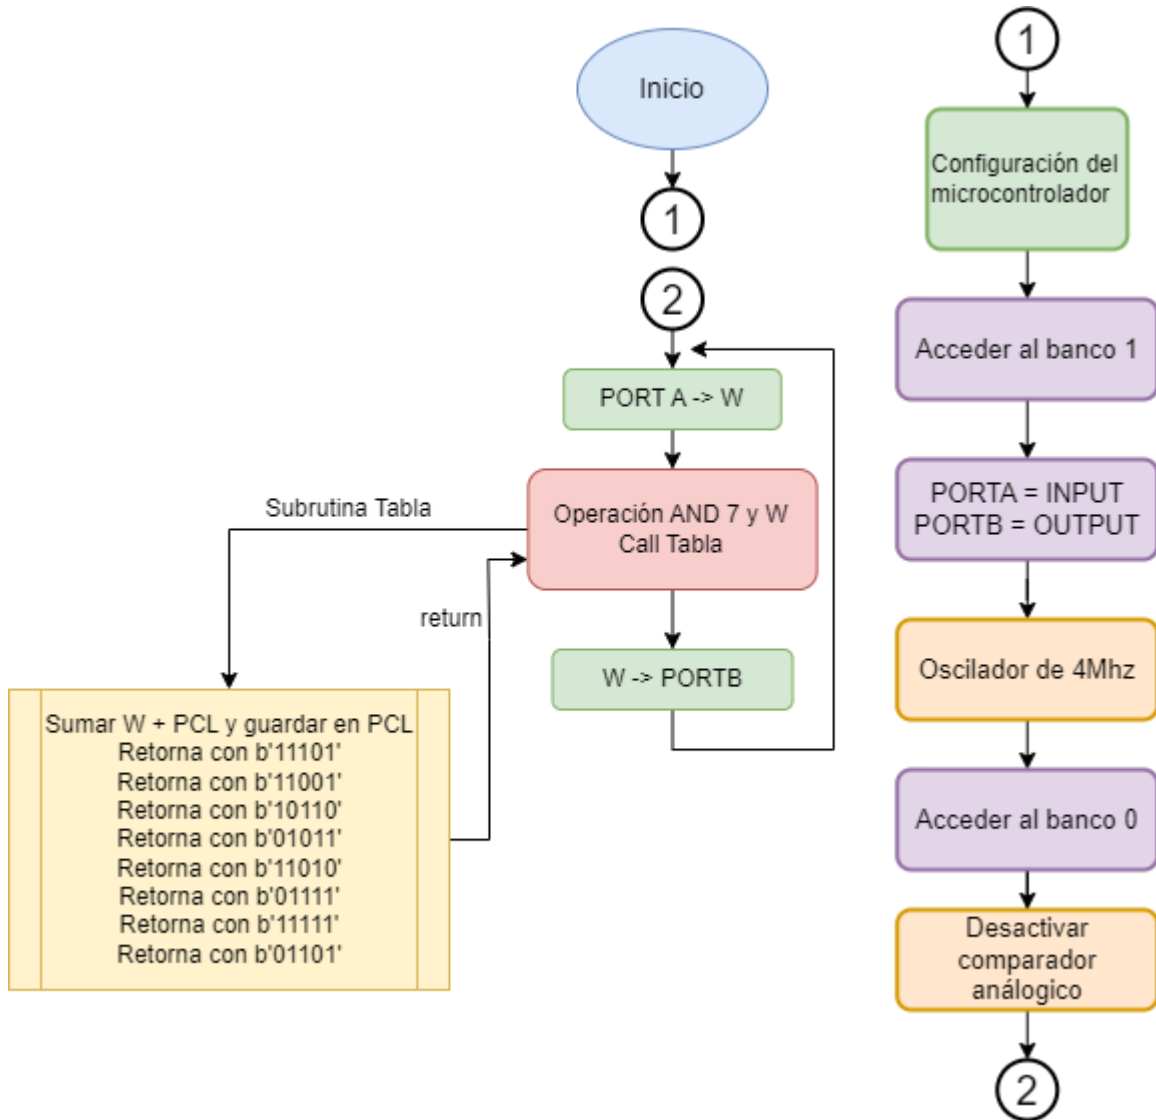 Inicio
1
2
PORT A -> W
Operación AND 7 y W
Call Tabla
Subrutina Tabla
return
W -> PORTB
Sumar W + PCL y guardar en PCL
Retorna con b'11101'
Retorna con b'11001'
Retorna con b'10110'
Retorna con b'01011'
Retorna con b'11010'
Retorna con b'01111'
Retorna con b'11111'
Retorna con b'01101'
1
Configuración del
microcontrolador
Acceder al banco 1
PORTA = INPUT
PORTB = OUTPUT
Oscilador de 4Mhz
Acceder al banco 0
Desactivar
comparador
análogico
2